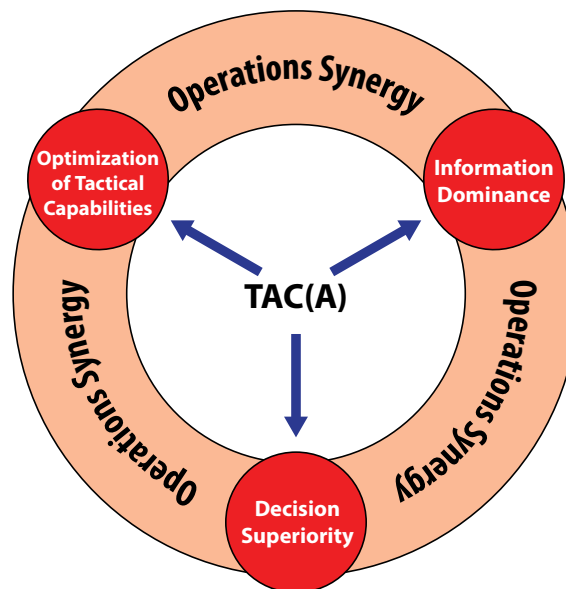 Operations Synergy
Optimization
of Tactical
Capabilities
Information
Dominance
TAC(A)
Operations Synergy
Operations Synergy
Decision
Superiority